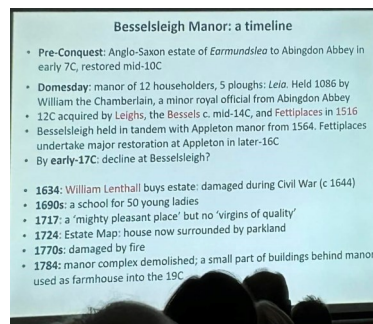 Besselsleigh Manor: a timeline
• Pre-Conquest: Anglo-Saxon estate of Earmundslea to Abingdon Abbey in
early 7C, restored mid-10C
• Domesday: manor of 12 householders, 5 ploughs: Leia. Held 1086 by
William the Chamberlain, a minor royal official from Abingdon Abbey
• 12C acquired by Leighs, the Bessels c. mid-14C, and Fettiplaces in 1516
• Besselsleigh held in tandem with Appleton manor from 1564. Fettiplaces
undertake major restoration at Appleton in later-16C
• By early-17C: decline at Besselsleigh?
• 1634: William Lenthall buys estate: damaged during Civil War (c 1644)
• 1690s: a school for 50 young ladies
• 1717: a 'mighty pleasant place' but no 'virgins of quality'
• 1724: Estate Map: house now surrounded by parkland
• 1770s: damaged by fire
• 1784: manor complex demolished; a small part of buildings behind manor
used as farmhouse into the 19C